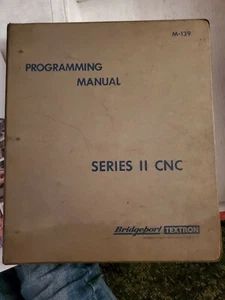 M-139
PROGRAMMING
MANUAL
SERIES II CNC
Bridgeport TEXTRON